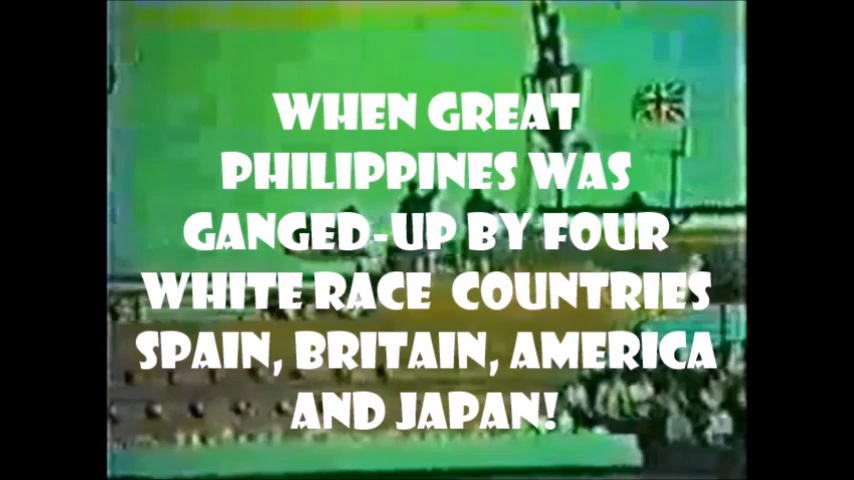 WHEN GREAT
PHILIPPINES WAS
GANGED-UP BY FOUR
WHITE RACE COUNTRIES
SPAIN, BRITAIN, AMERICA
AND JAPAN!